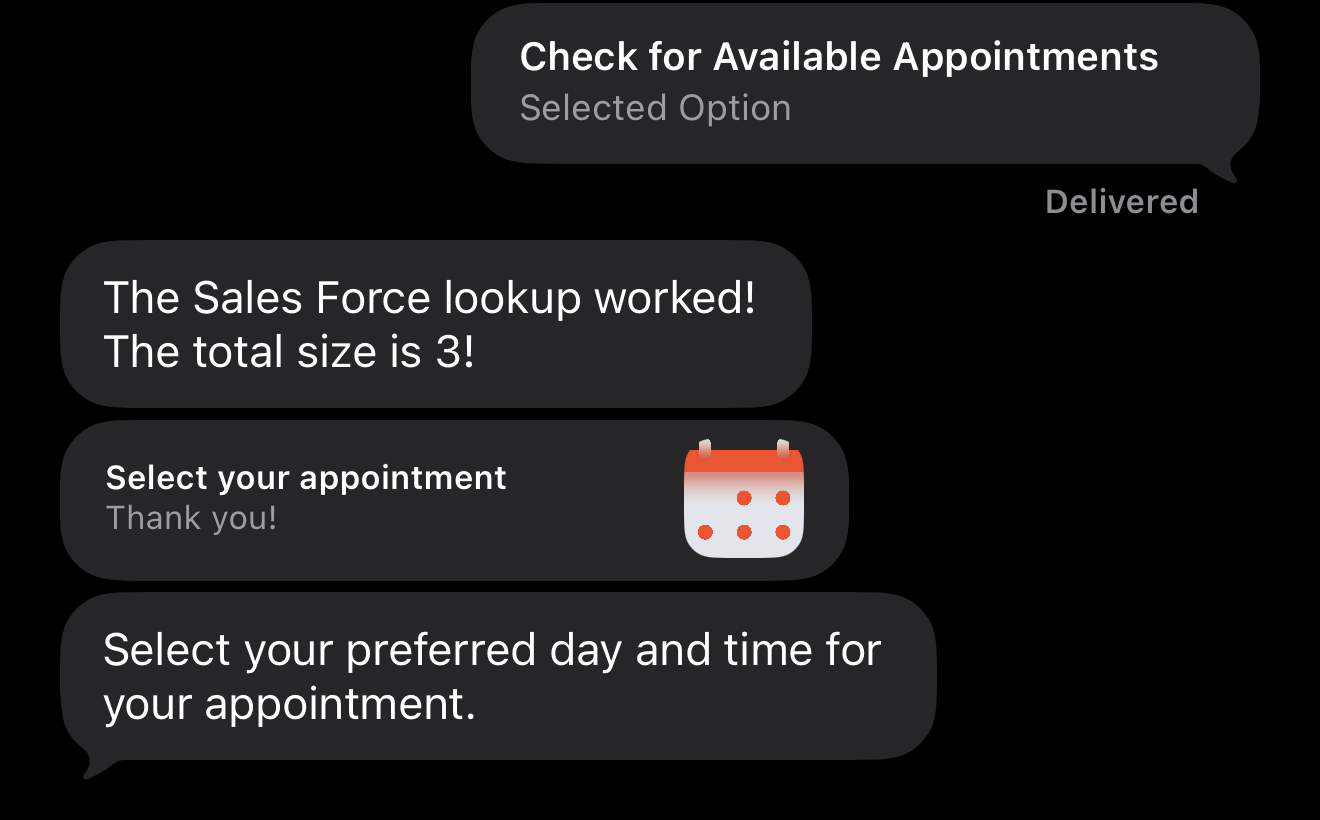 Check for Available Appointments
Selected Option
Delivered
The Sales Force lookup worked!
The total size is 3!
Select your appointment
Thank you!
Select your preferred day and time for
your appointment.